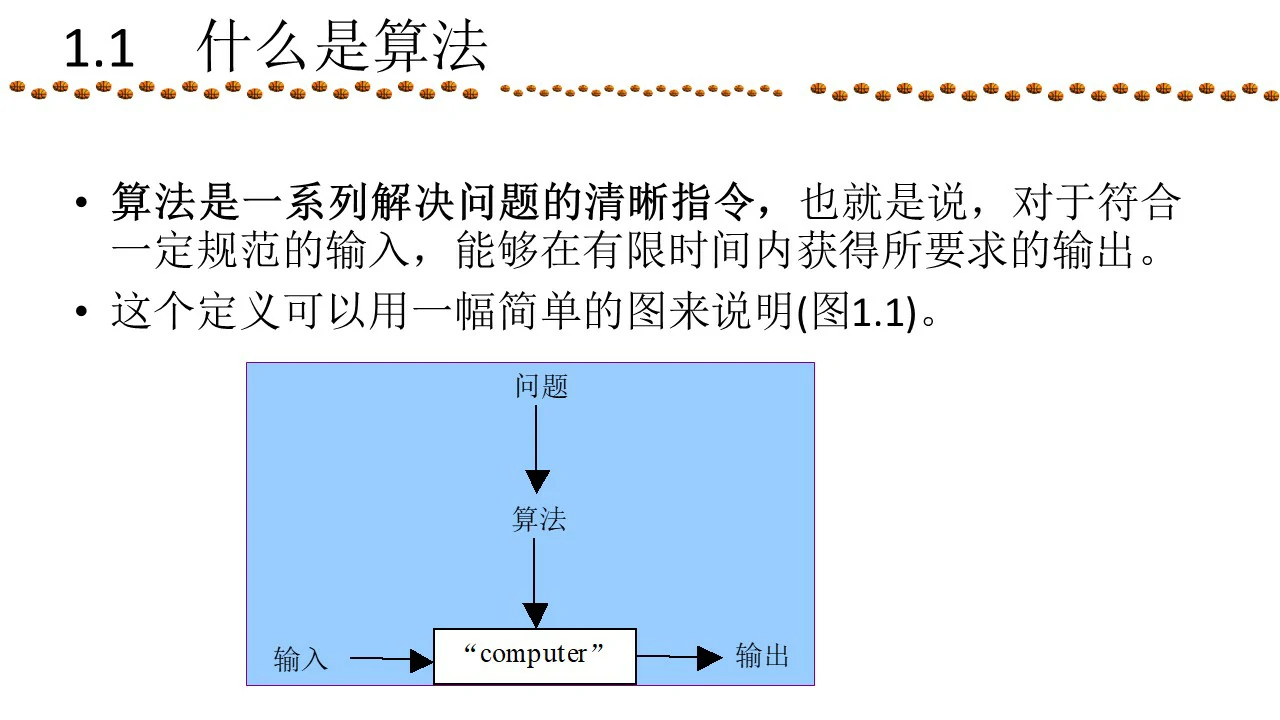 1.1 什么是算法
• 算法是一系列解决问题的清晰指令，也就是说，对于符合
一定规范的输入，能够在有限时间内获得所要求的输出。
• 这个定义可以用一幅简单的图来说明(图1.1)。
问题
算法
输入
“computer”
输出